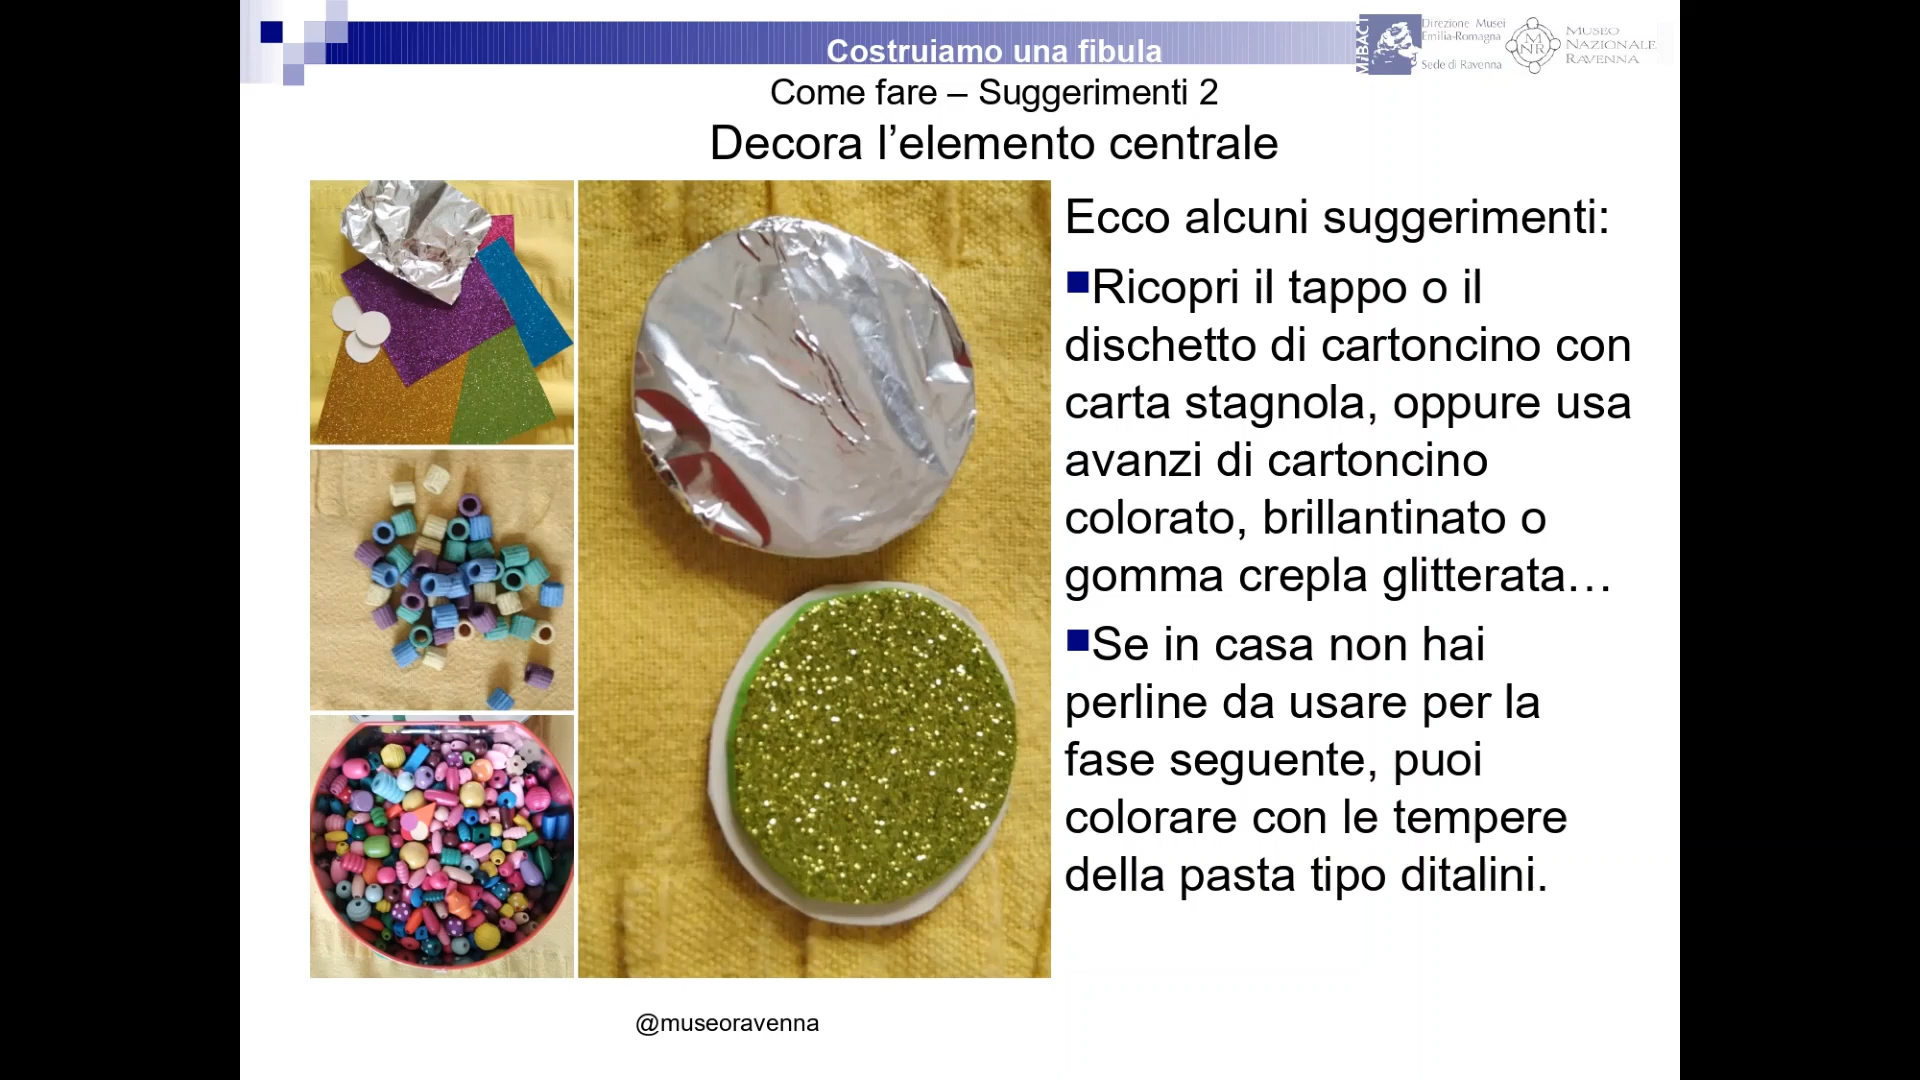 Costruiamo una fibula
MiBACT
Direzione Musei
Emilia-Romagna
Sede di Ravenna
MNR
MUSEO
NAZIONALE
RAVENNA
Come fare – Suggerimenti 2
Decora l’elemento centrale
Ecco alcuni suggerimenti:
Ricopri il tappo o il
dischetto di cartoncino con
carta stagnola, oppure usa
avanzi di cartoncino
colorato, brillantinato o
gomma crepla glitterata…
Se in casa non hai
perline da usare per la
fase seguente, puoi
colorare con le tempere
della pasta tipo ditalini.
@museoravenna